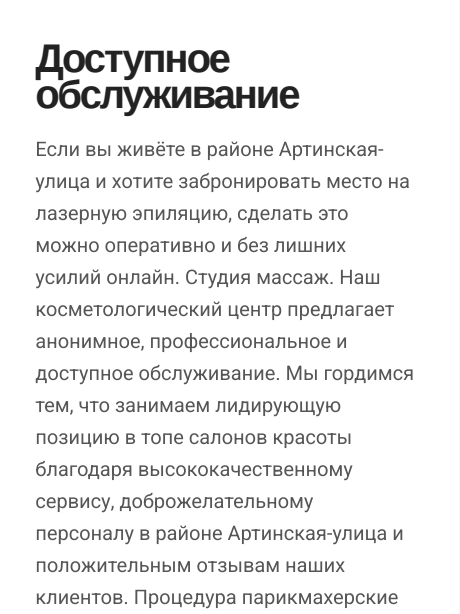 Доступное
обслуживание
Если вы живёте в районе Артинская-
улица и хотите забронировать место на
лазерную эпиляцию, сделать это
можно оперативно и без лишних
усилий онлайн. Студия массаж. Наш
косметологический центр предлагает
анонимное, профессиональное и
доступное обслуживание. Мы гордимся
тем, что занимаем лидирующую
позицию в топе салонов красоты
благодаря высококачественному
сервису, доброжелательному
персоналу в районе Артинская-улица и
положительным отзывам наших
клиентов. Процедура парикмахерские